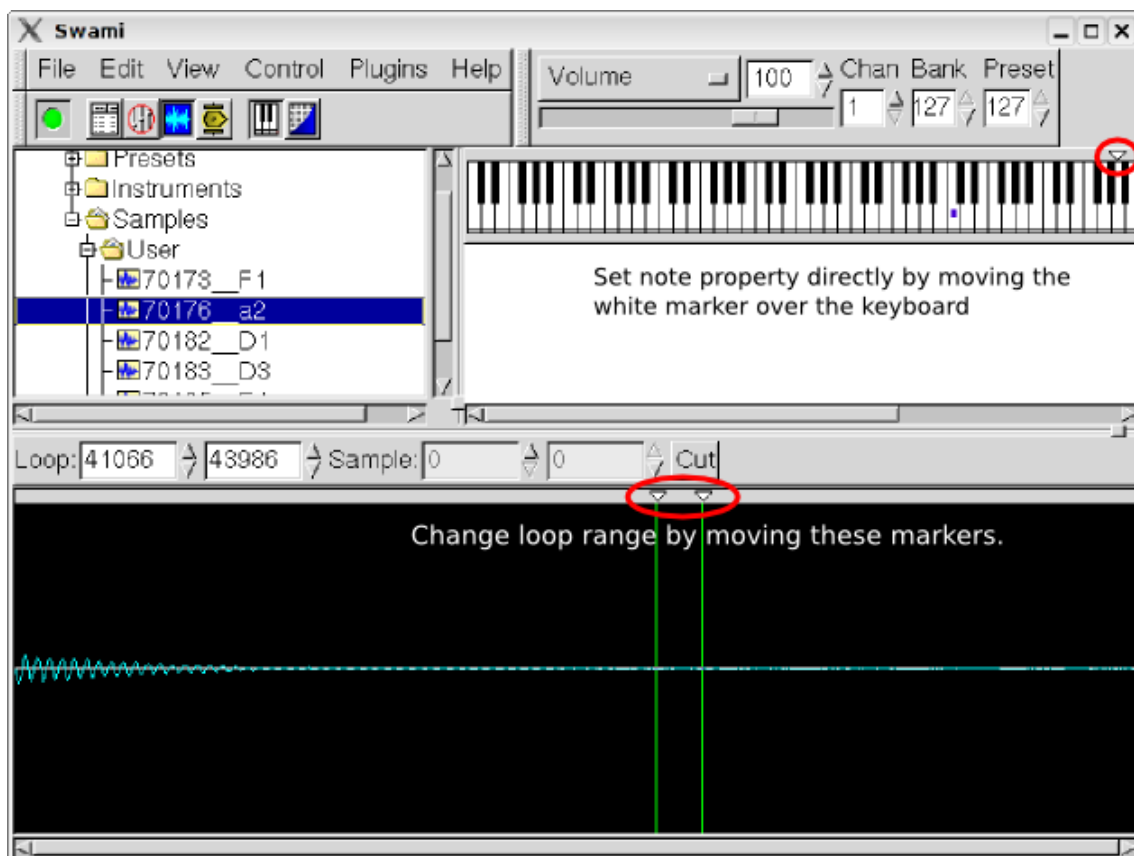 Swami
File Edit View Control Plugins Help
Volume 100 Chan Bank Preset
1 127 127
Presets
Instruments
Samples
User
70173__F1
70176__a2
70182__D1
70183__D3
Set note property directly by moving the
white marker over the keyboard
Loop: 41066 43986 Sample: 0 0 Cut
Change loop range by moving these markers.